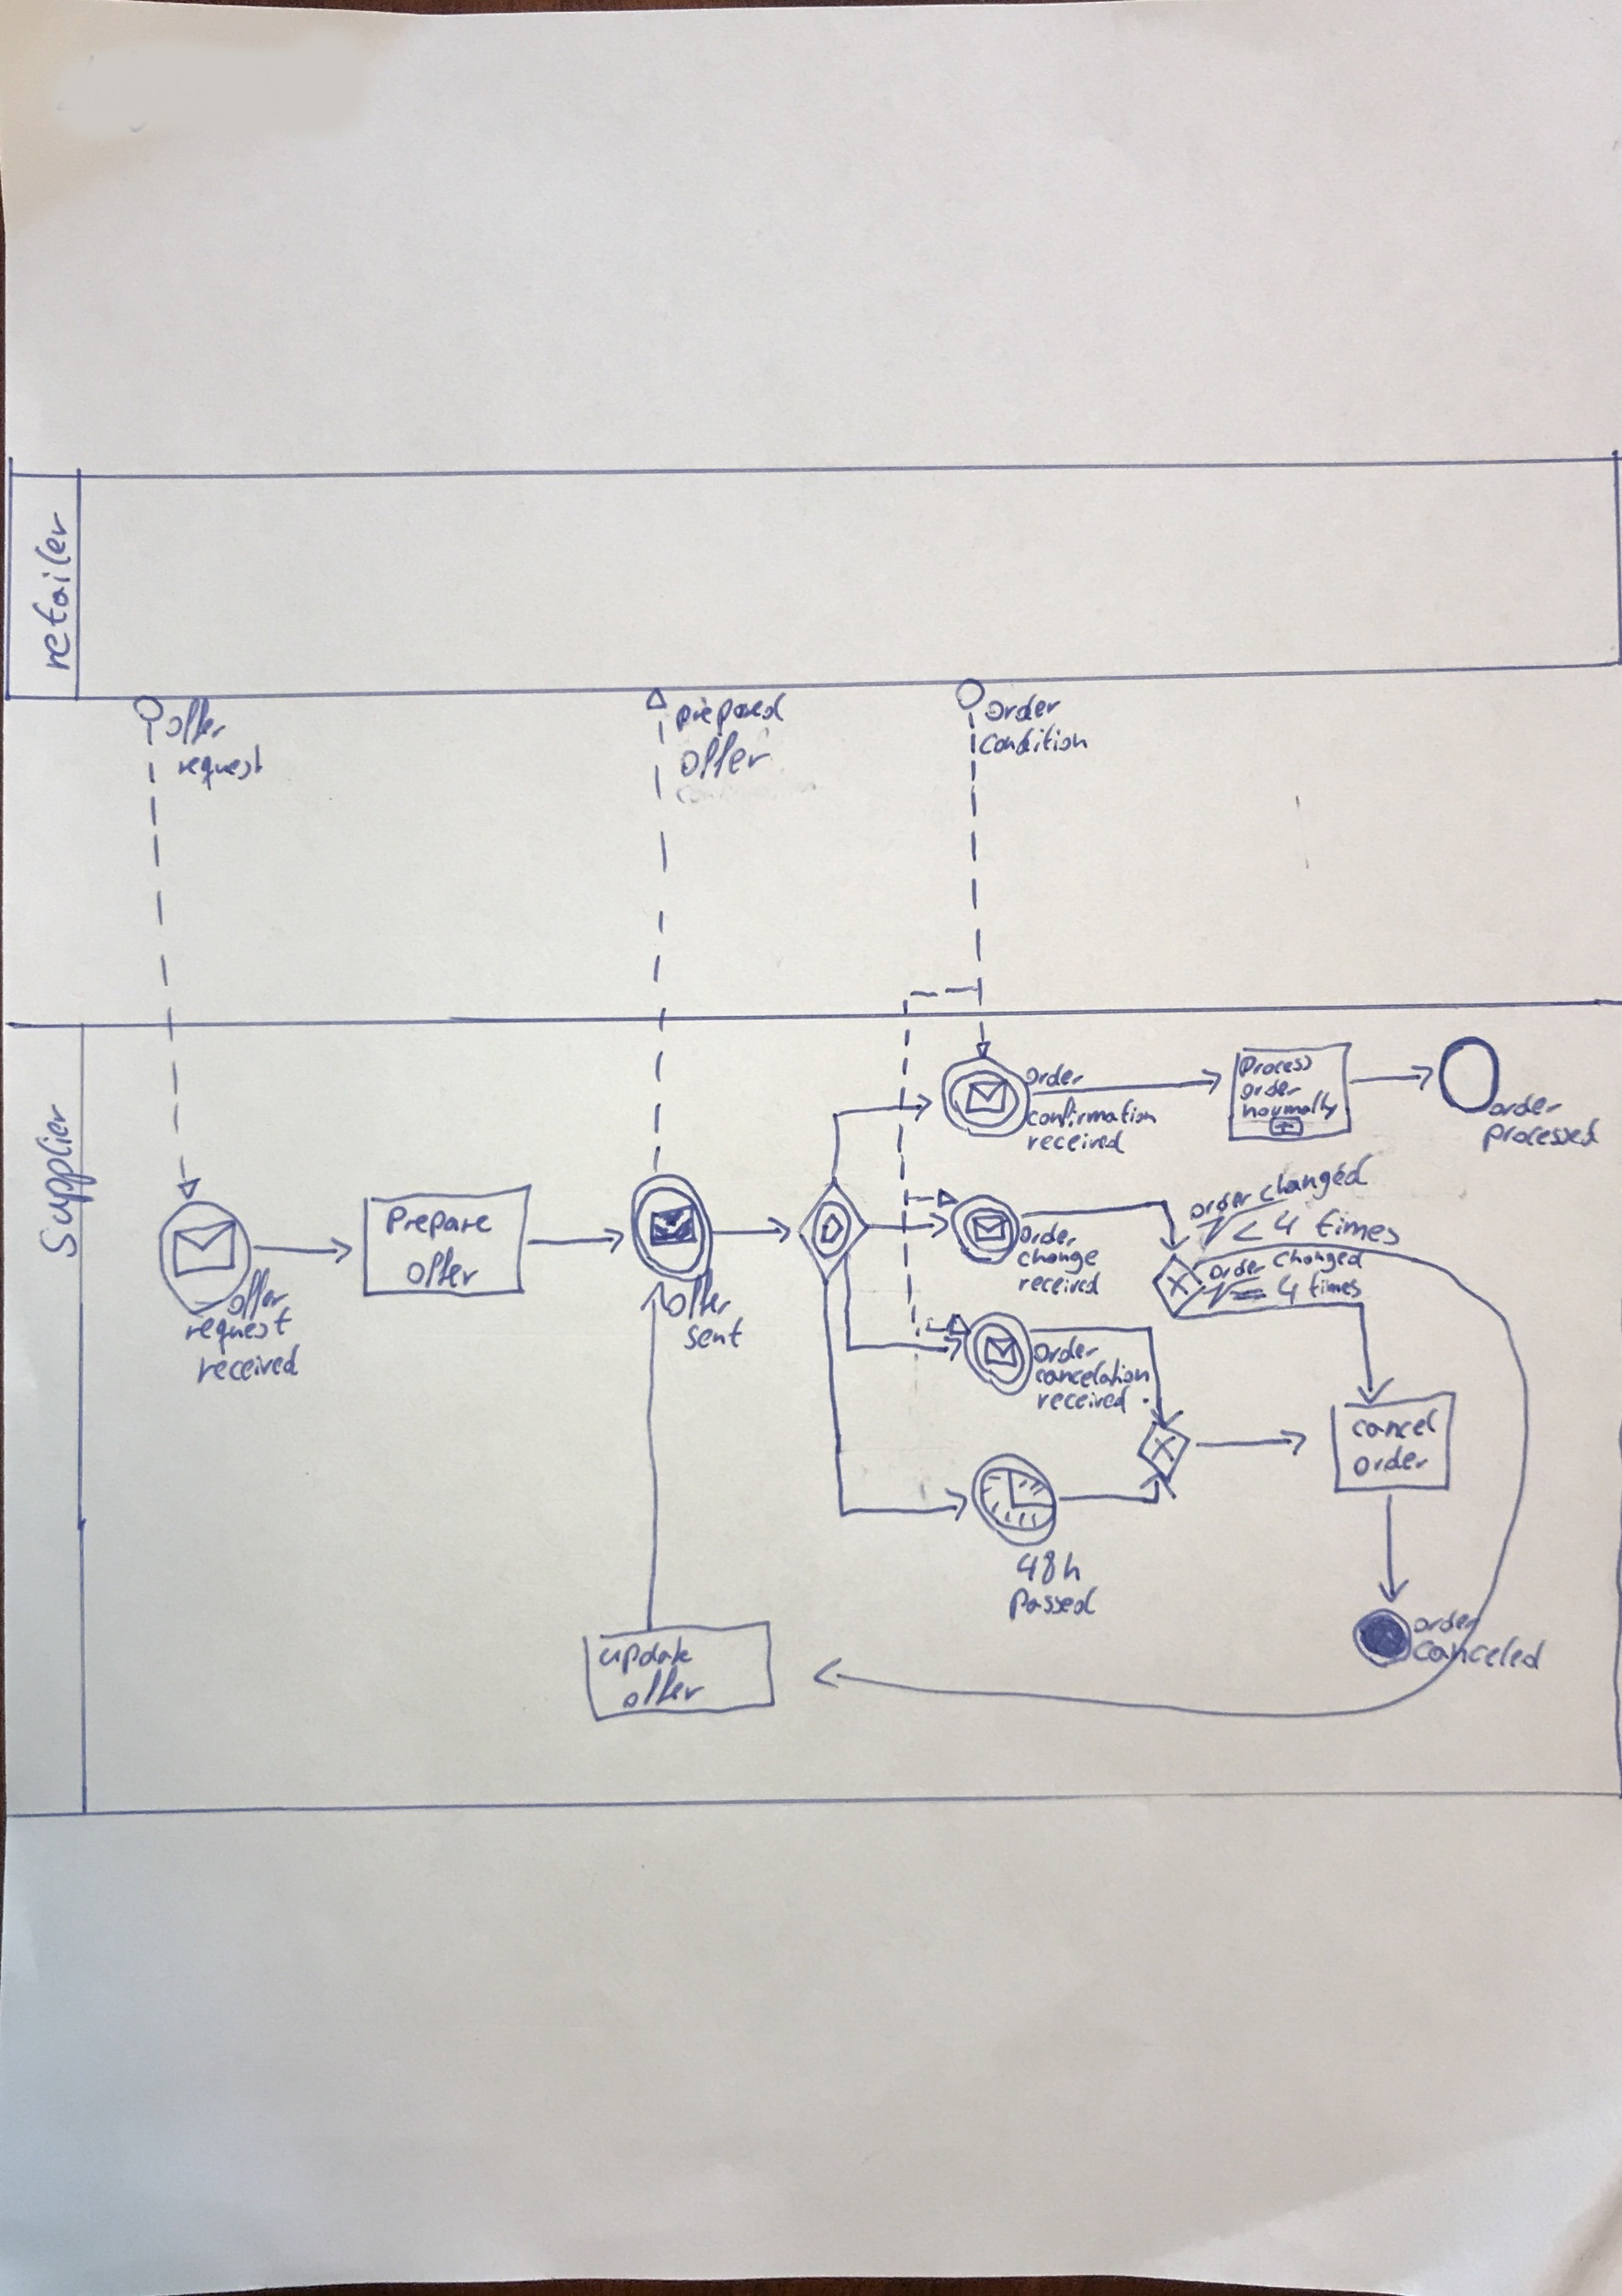 retailer
offer
request
prepared
offer
order
condition
Supplier
offer
request
received
Prepare
offer
offer
sent
order
confirmation
received
Process
order
normally
order
processed
order
change
received
order changed
< 4 times
order changed
= 4 times
order
cancelation
received
cancel
order
48h
Passed
order
canceled
update
offer